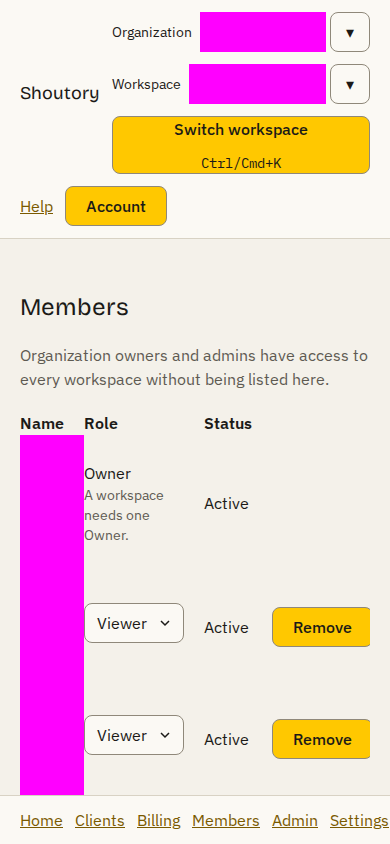 Shoutory
Organization ▼
Workspace ▼
Switch workspace
Ctrl/Cmd+K
Help Account
Members
Organization owners and admins have access to
every workspace without being listed here.
Name Role Status
Owner
A workspace
needs one
Owner.
Active
Viewer Active Remove
Viewer Active Remove
Home Clients Billing Members Admin Settings